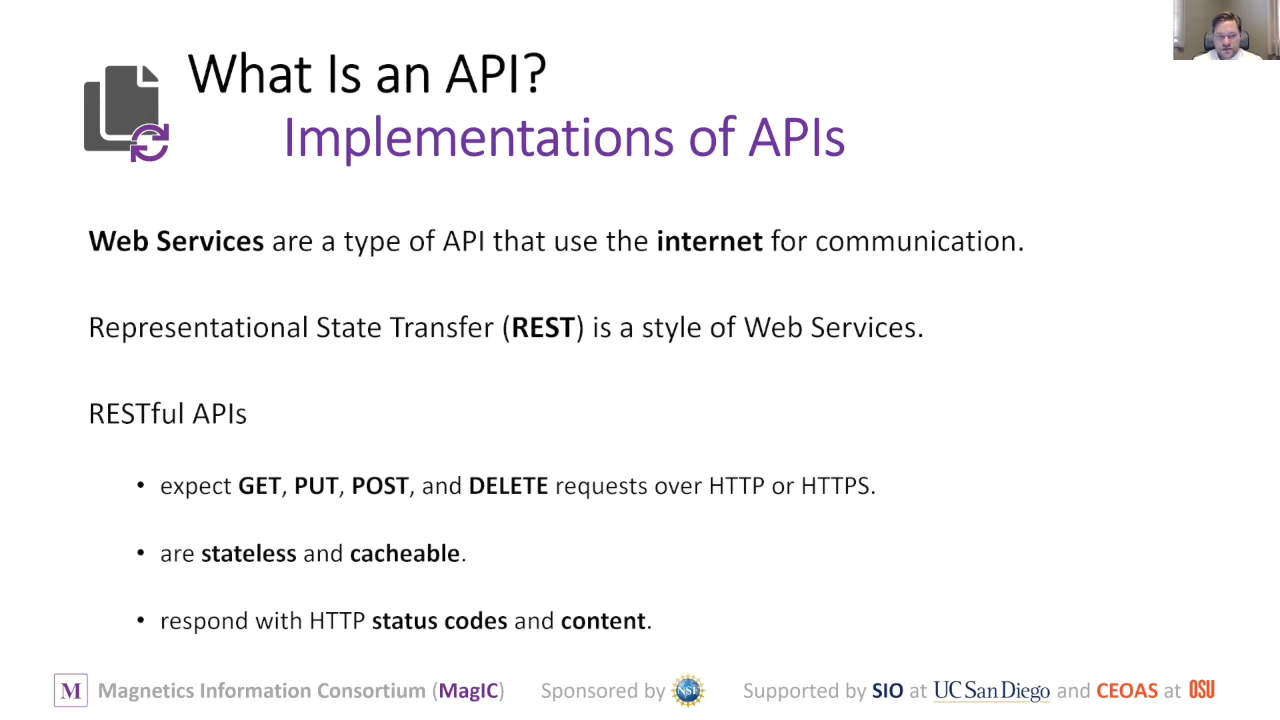 What Is an API?
Implementations of APIs
Web Services are a type of API that use the internet for communication.
Representational State Transfer (REST) is a style of Web Services.
RESTful APIs
• expect GET, PUT, POST, and DELETE requests over HTTP or HTTPS.
• are stateless and cacheable.
• respond with HTTP status codes and content.
M Magnetics Information Consortium (MagIC) Sponsored by NSF Supported by SIO at UC San Diego and CEOAS at OSU